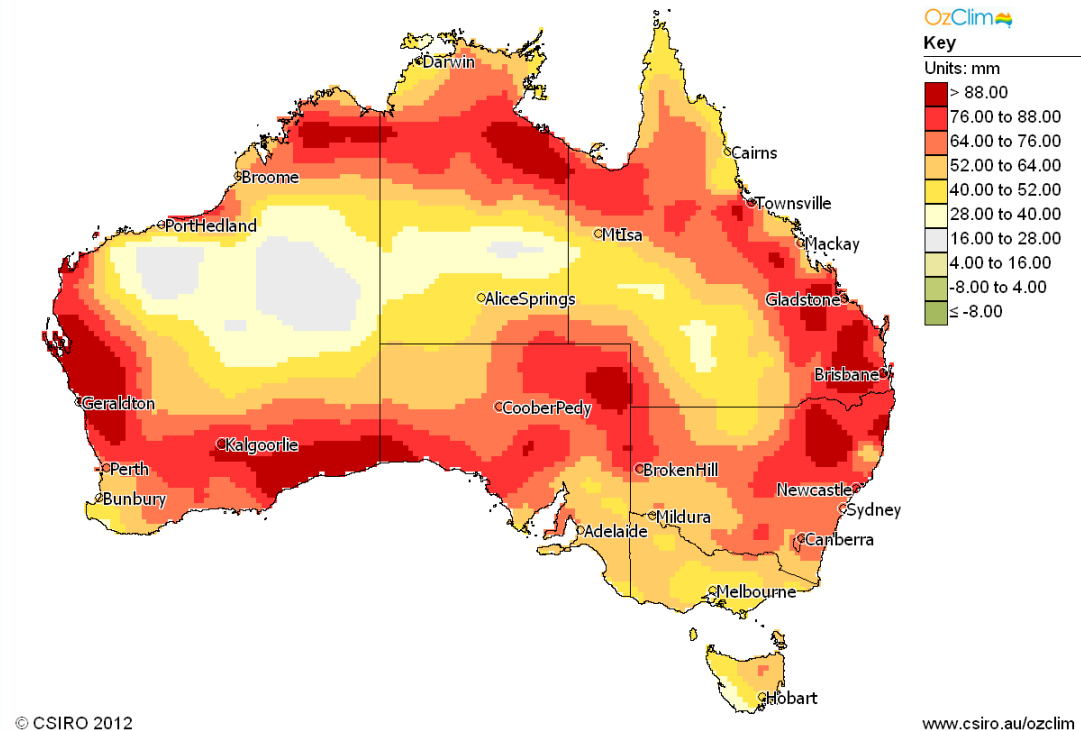 OzClim
Key
Units: mm
> 88.00
76.00 to 88.00
64.00 to 76.00
52.00 to 64.00
40.00 to 52.00
28.00 to 40.00
16.00 to 28.00
4.00 to 16.00
-8.00 to 4.00
≤ -8.00
Darwin
Cairns
Broome
Townsville
PortHedland
MtIsa
Mackay
AliceSprings
Gladstone
Brisbane
Geraldton
CooberPedy
Kalgoorlie
Perth
BrokenHill
Bunbury
Newcastle
Sydney
Mildura
Adelaide
Canberra
Melbourne
Hobart
© CSIRO 2012
www.csiro.au/ozclim